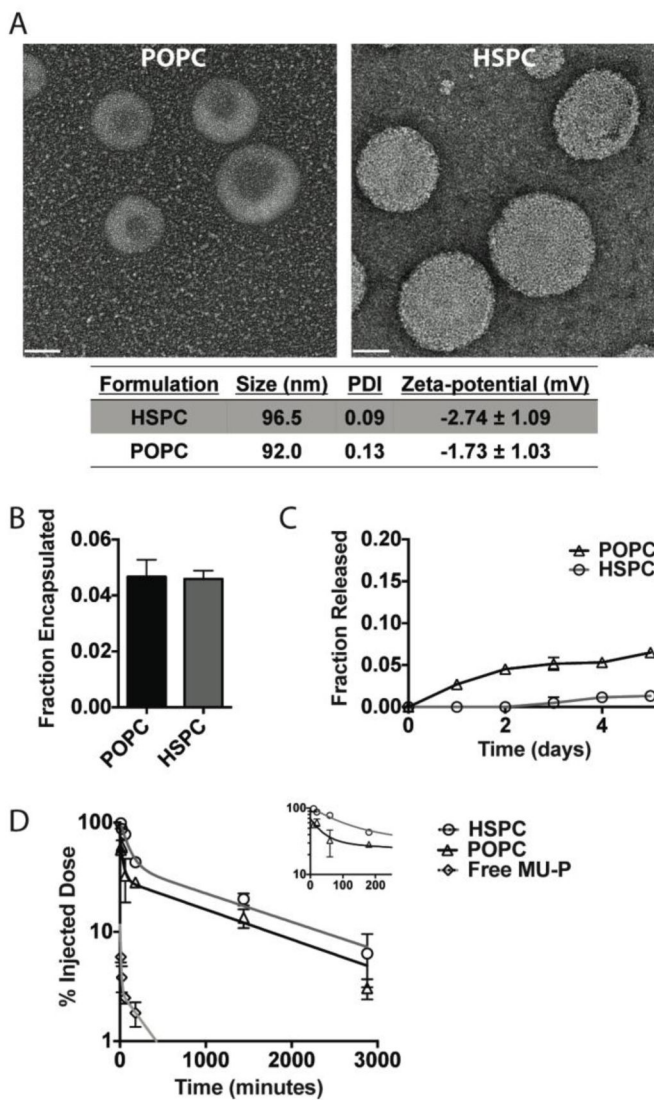 A
POPC
HSPC
Formulation Size (nm) PDI Zeta-potential (mV)
HSPC 96.5 0.09 -2.74 ± 1.09
POPC 92.0 0.13 -1.73 ± 1.03
B
Fraction Encapsulated
0.06
0.04
0.02
0.00
POPC
HSPC
C
Fraction Released
0.20
0.15
0.10
0.05
0.00
0
2
4
Time (days)
POPC
HSPC
D
% Injected Dose
100
10
1
0
1000
2000
3000
Time (minutes)
100
10
0
100
200
HSPC
POPC
Free MU-P